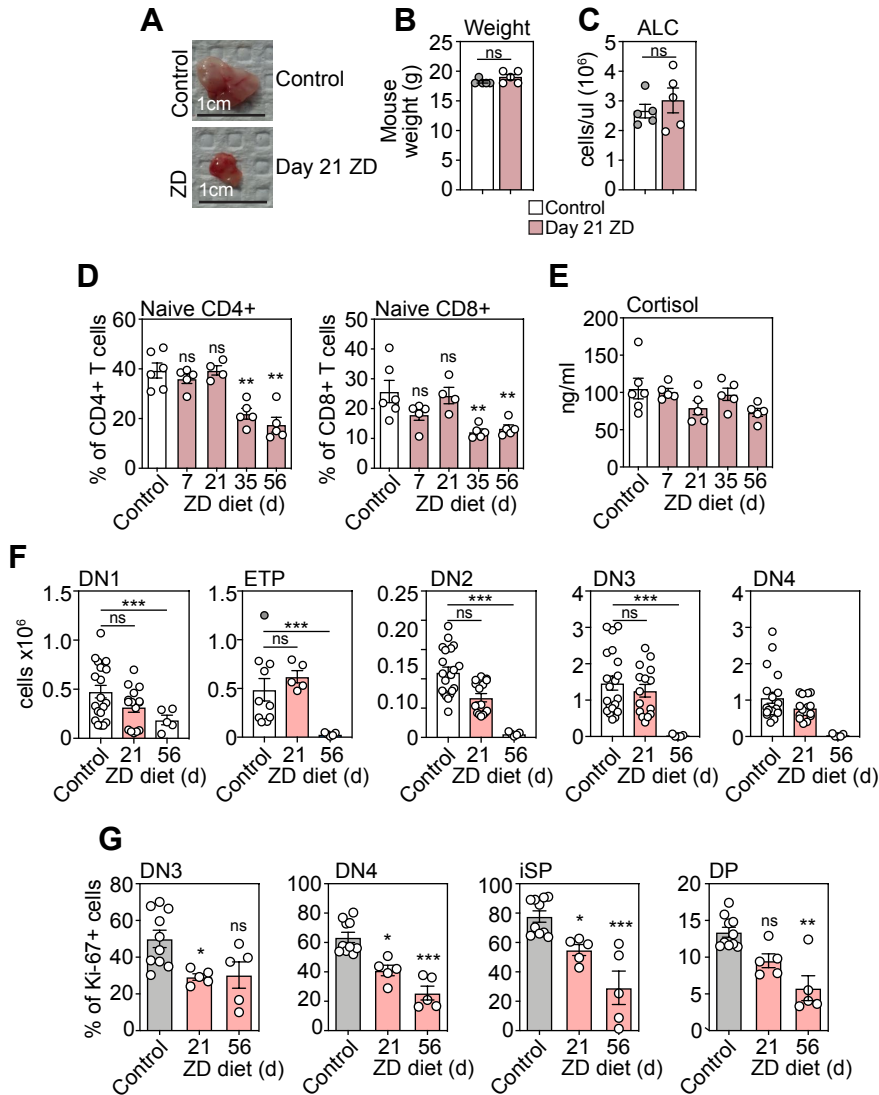 A
Control
1cm
Control
ZD
1cm
Day 21 ZD
B
Weight
ns
Mouse
weight (g)
25
20
15
10
5
0
C
ALC
ns
cells/ul (10⁶)
5
4
3
2
1
0
Control
Day 21 ZD
D
Naive CD4+
% of CD4+ T cells
60
40
20
0
ns
ns
**
**
Control
7
21
35
56
ZD diet (d)
Naive CD8+
% of CD8+ T cells
50
40
30
20
10
0
ns
ns
**
**
Control
7
21
35
56
ZD diet (d)
E
Cortisol
ng/ml
200
150
100
50
0
Control
7
21
35
56
ZD diet (d)
F
DN1
cells x10⁶
1.5
1.0
0.5
0
***
ns
Control
21
56
ZD diet (d)
ETP
1.5
1.0
0.5
0
***
ns
Control
21
56
ZD diet (d)
DN2
0.25
0.20
0.15
0.10
0
***
ns
Control
21
56
ZD diet (d)
DN3
4
3
2
1
0
***
ns
Control
21
56
ZD diet (d)
DN4
4
3
2
1
0
Control
21
56
ZD diet (d)
G
DN3
% of Ki-67+ cells
80
60
40
20
0
*
ns
Control
21
56
ZD diet (d)
DN4
100
80
60
40
20
0
*
***
Control
21
56
ZD diet (d)
iSP
100
80
60
40
20
0
*
***
Control
21
56
ZD diet (d)
DP
20
15
10
5
0
ns
**
Control
21
56
ZD diet (d)